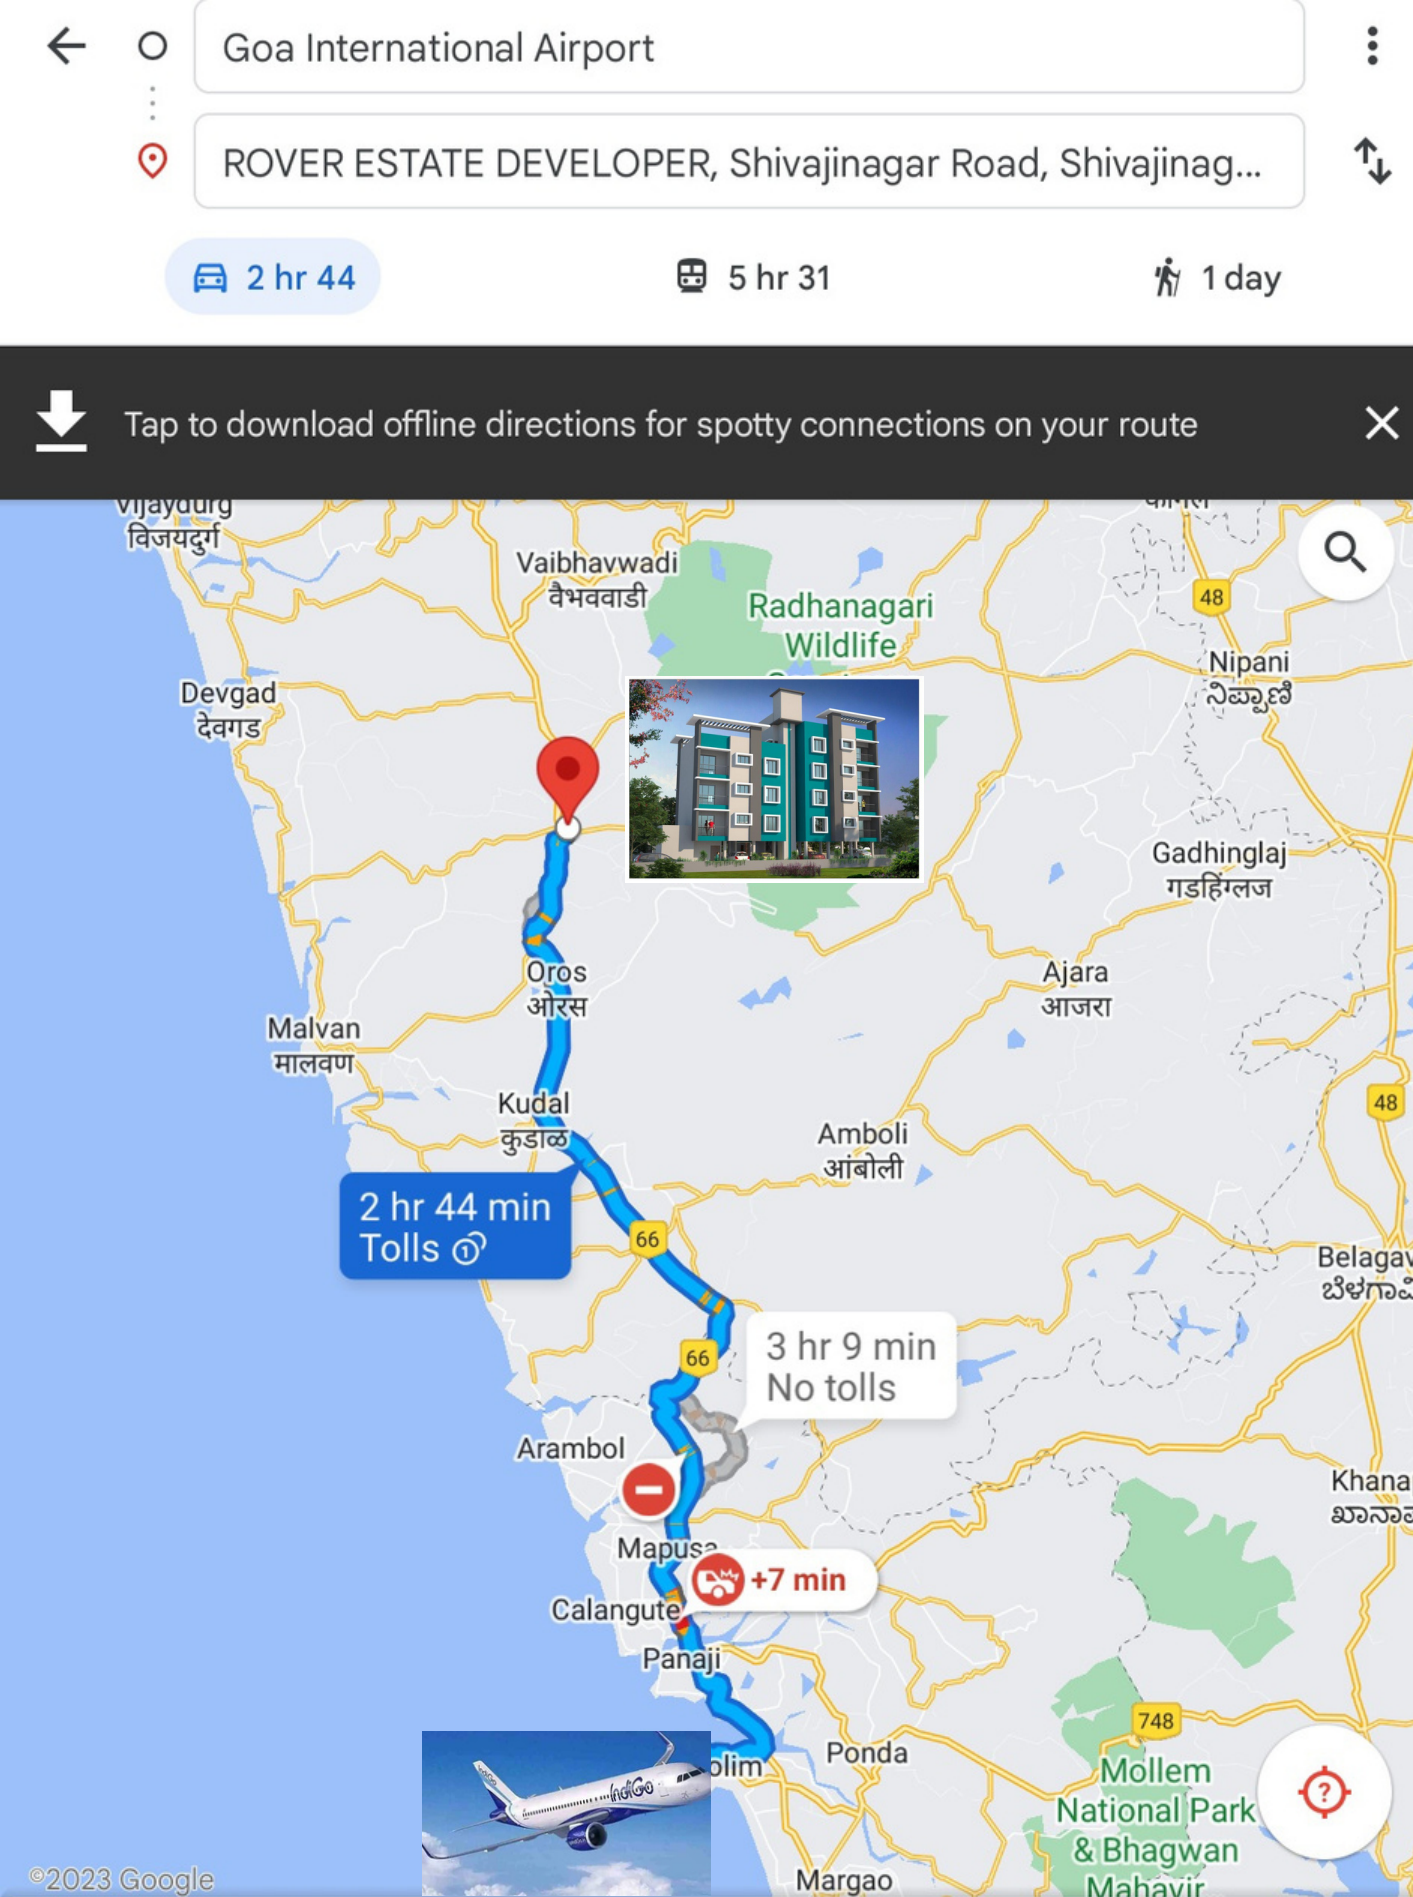 Goa International Airport
ROVER ESTATE DEVELOPER, Shivajinagar Road, Shivajinag...
2 hr 44
5 hr 31
1 day
Tap to download offline directions for spotty connections on your route
Vijaydurg
विजयदुर्ग
Vaibhavwadi
वैभववाडी
Radhanagari
Wildlife
48
Nipani
ನಿಪ್ಪಾಣಿ
Devgad
देवगड
Gadhinglaj
गडहिंग्लज
Oros
ओरस
Ajara
आजरा
Malvan
मालवण
Kudal
कुडाळ
48
Amboli
आंबोली
2 hr 44 min
Tolls
66
Belagav
ಬೆಳಗಾವಿ
3 hr 9 min
No tolls
66
Arambol
Khana
ಖಾನಾಪ
Mapusa
+7 min
Calangute
Panaji
748
olim
Ponda
Mollem
National Park
& Bhagwan
Mahavir
IndiGo
Margao
©2023 Google